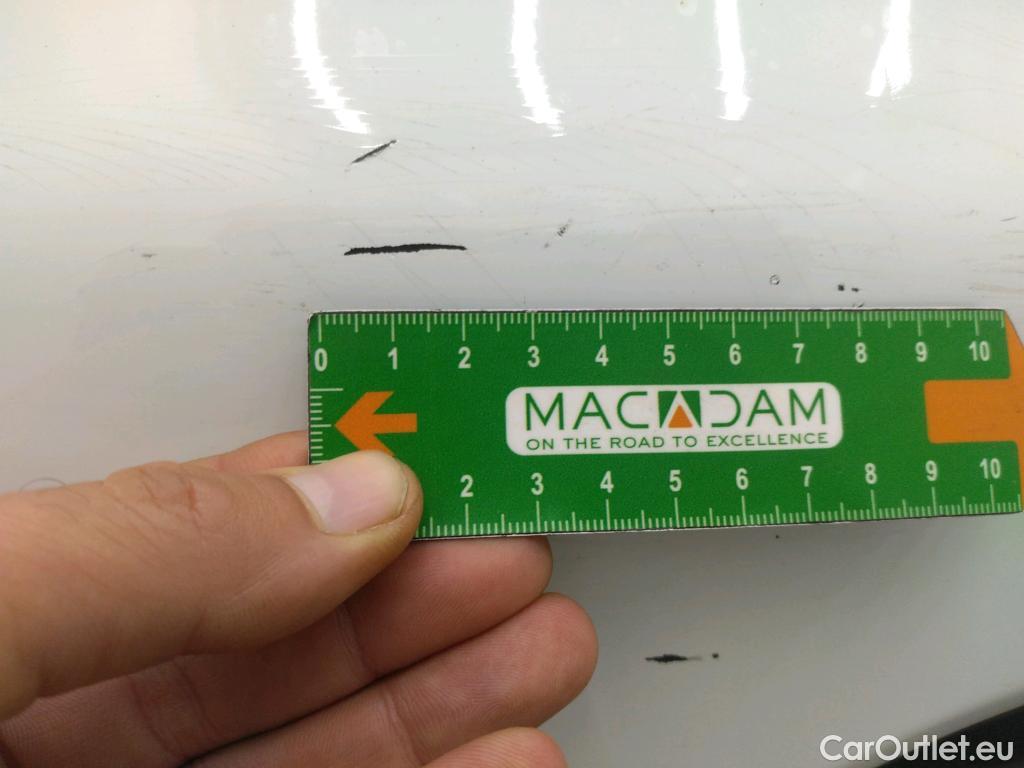 0 1 2 3 4 5 6 7 8 9 10
MACADAM
ON THE ROAD TO EXCELLENCE
2 3 4 5 6 7 8 9 10
CarOutlet.eu